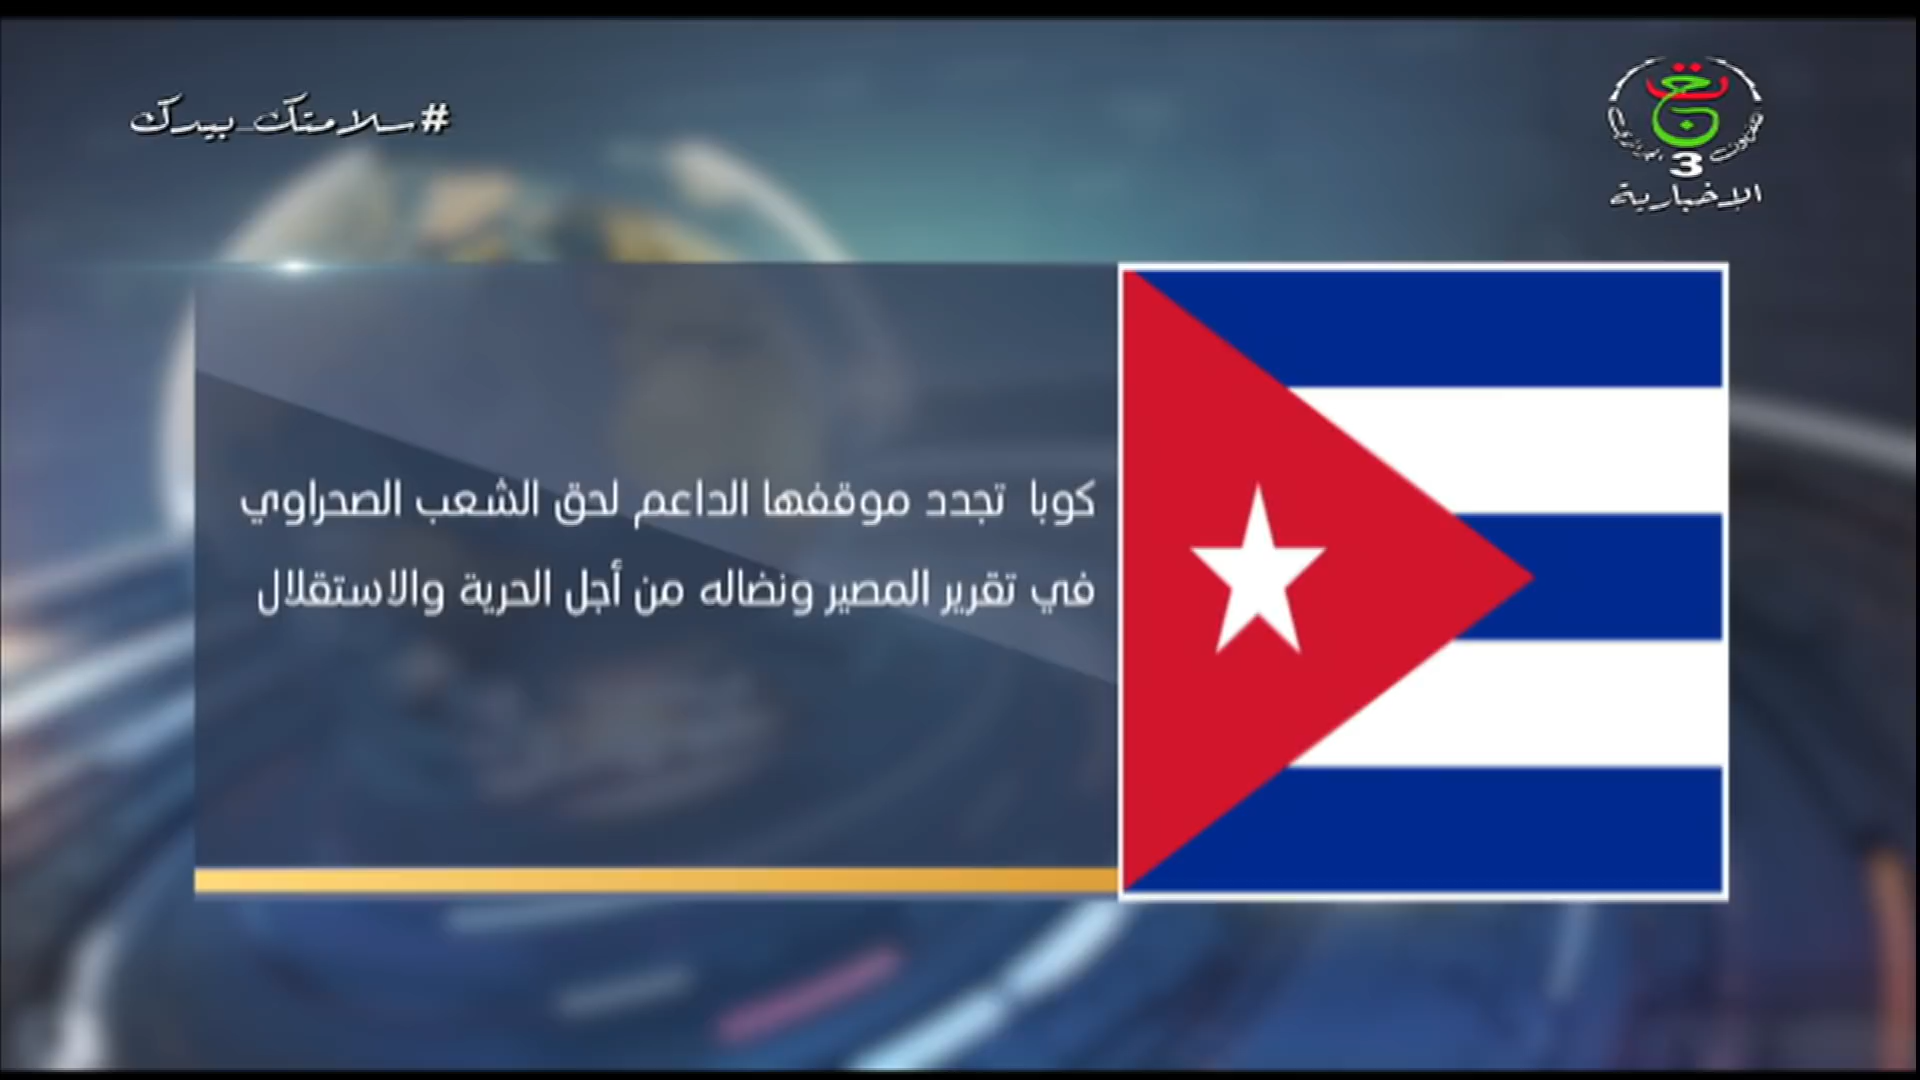 #سلامتك_بيدك
3
الإخبارية
كوبا تجدد موقفها الداعم لحق الشعب الصحراوي
في تقرير المصير ونضاله من أجل الحرية والاستقلال